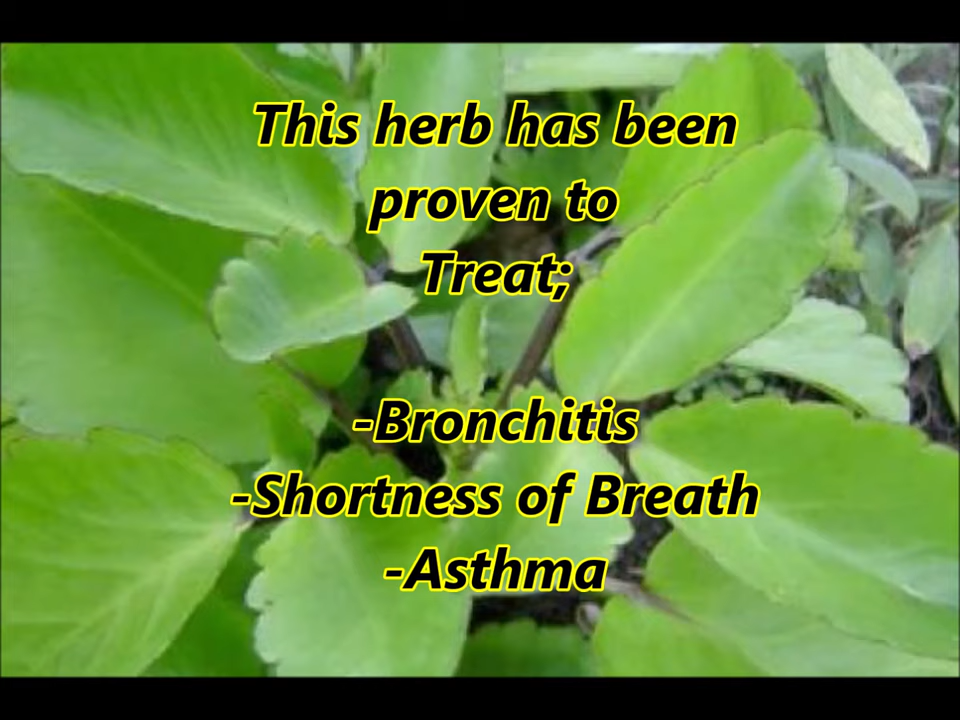 This herb has been
proven to
Treat;
-Bronchitis
-Shortness of Breath
-Asthma